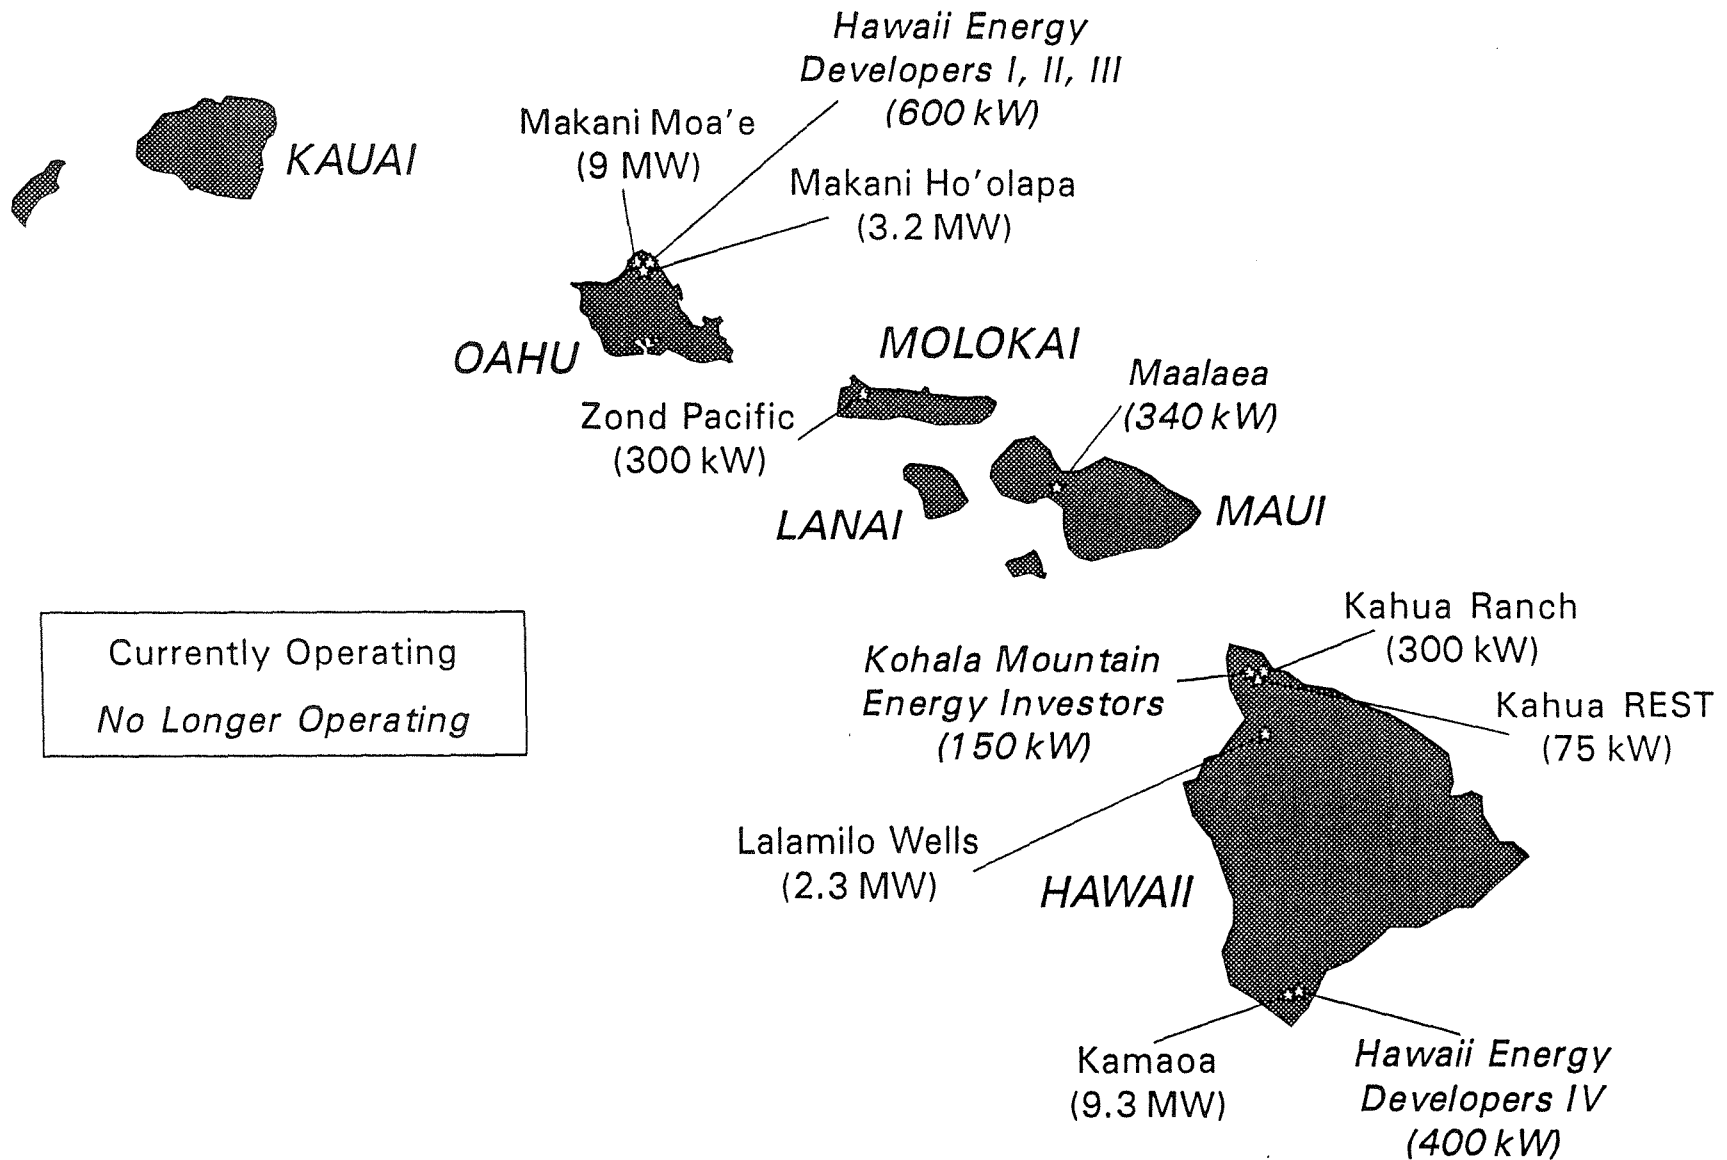 Hawaii Energy
Developers I, II, III
(600 kW)
Makani Moa'e
(9 MW)
KAUAI
Makani Ho'olapa
(3.2 MW)
OAHU
MOLOKAI
Maalaea
(340 kW)
Zond Pacific
(300 kW)
LANAI
MAUI
Currently Operating
No Longer Operating
Kahua Ranch
(300 kW)
Kohala Mountain
Energy Investors
(150 kW)
Kahua REST
(75 kW)
Lalamilo Wells
(2.3 MW)
HAWAII
Kamaoa
(9.3 MW)
Hawaii Energy
Developers IV
(400 kW)